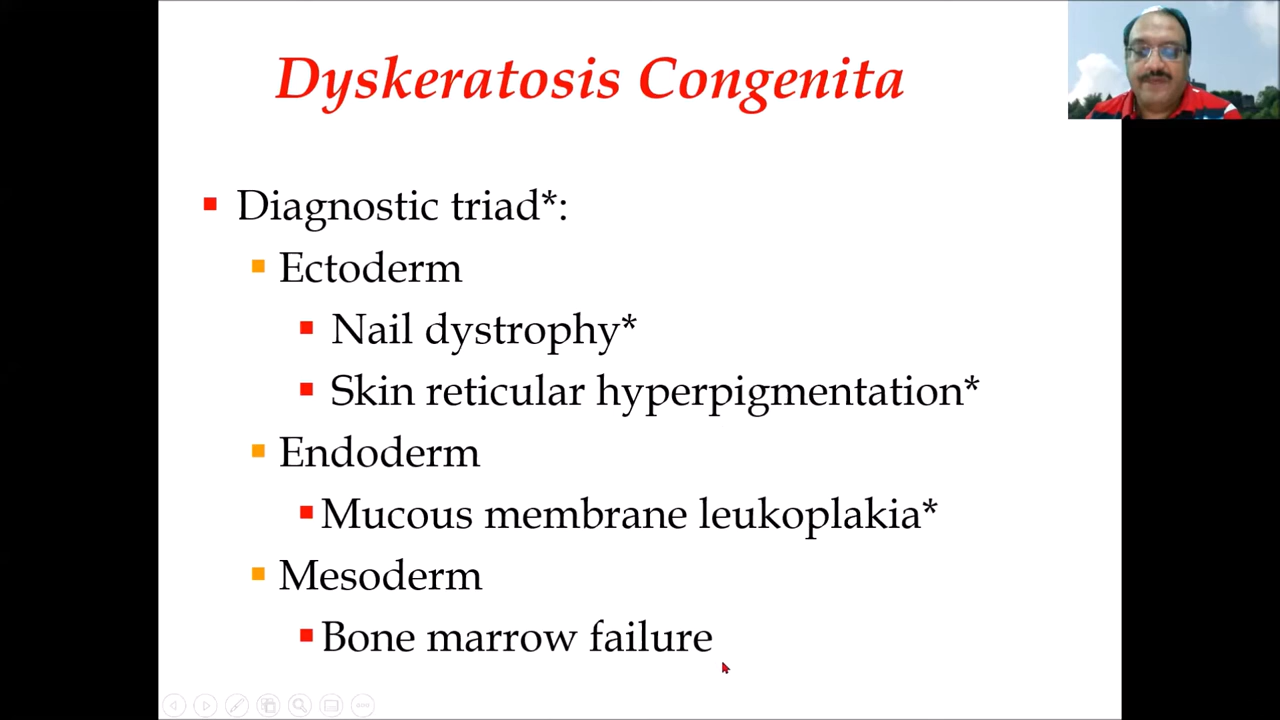 Dyskeratosis Congenita
Diagnostic triad*:
Ectoderm
Nail dystrophy*
Skin reticular hyperpigmentation*
Endoderm
Mucous membrane leukoplakia*
Mesoderm
Bone marrow failure